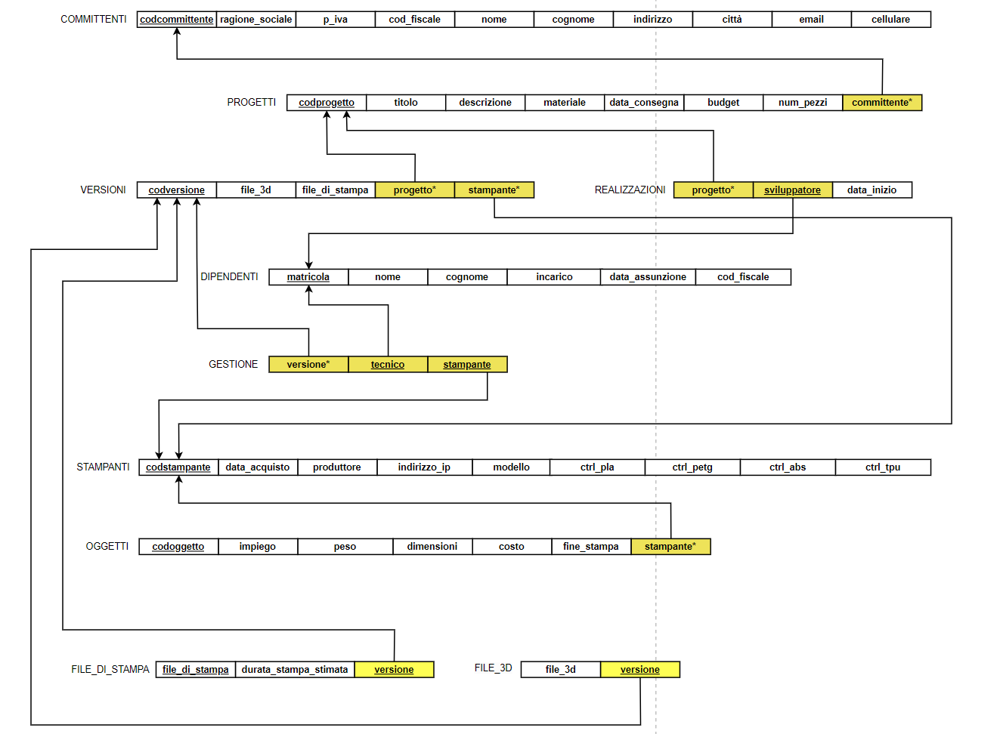 COMMITTENTI codcommittente ragione_sociale p_iva cod_fiscale nome cognome indirizzo città email cellulare
PROGETTI codprogetto titolo descrizione materiale data_consegna budget num_pezzi committente*
VERSIONI codversione file_3d file_di_stampa progetto* stampante*
REALIZZAZIONI progetto* sviluppatore data_inizio
DIPENDENTI matricola nome cognome incarico data_assunzione cod_fiscale
GESTIONE versione* tecnico stampante
STAMPANTI codstampante data_acquisto produttore indirizzo_ip modello ctrl_pla ctrl_petg ctrl_abs ctrl_tpu
OGGETTI codoggetto impiego peso dimensioni costo fine_stampa stampante*
FILE_DI_STAMPA file_di_stampa durata_stampa_stimata versione
FILE_3D file_3d versione